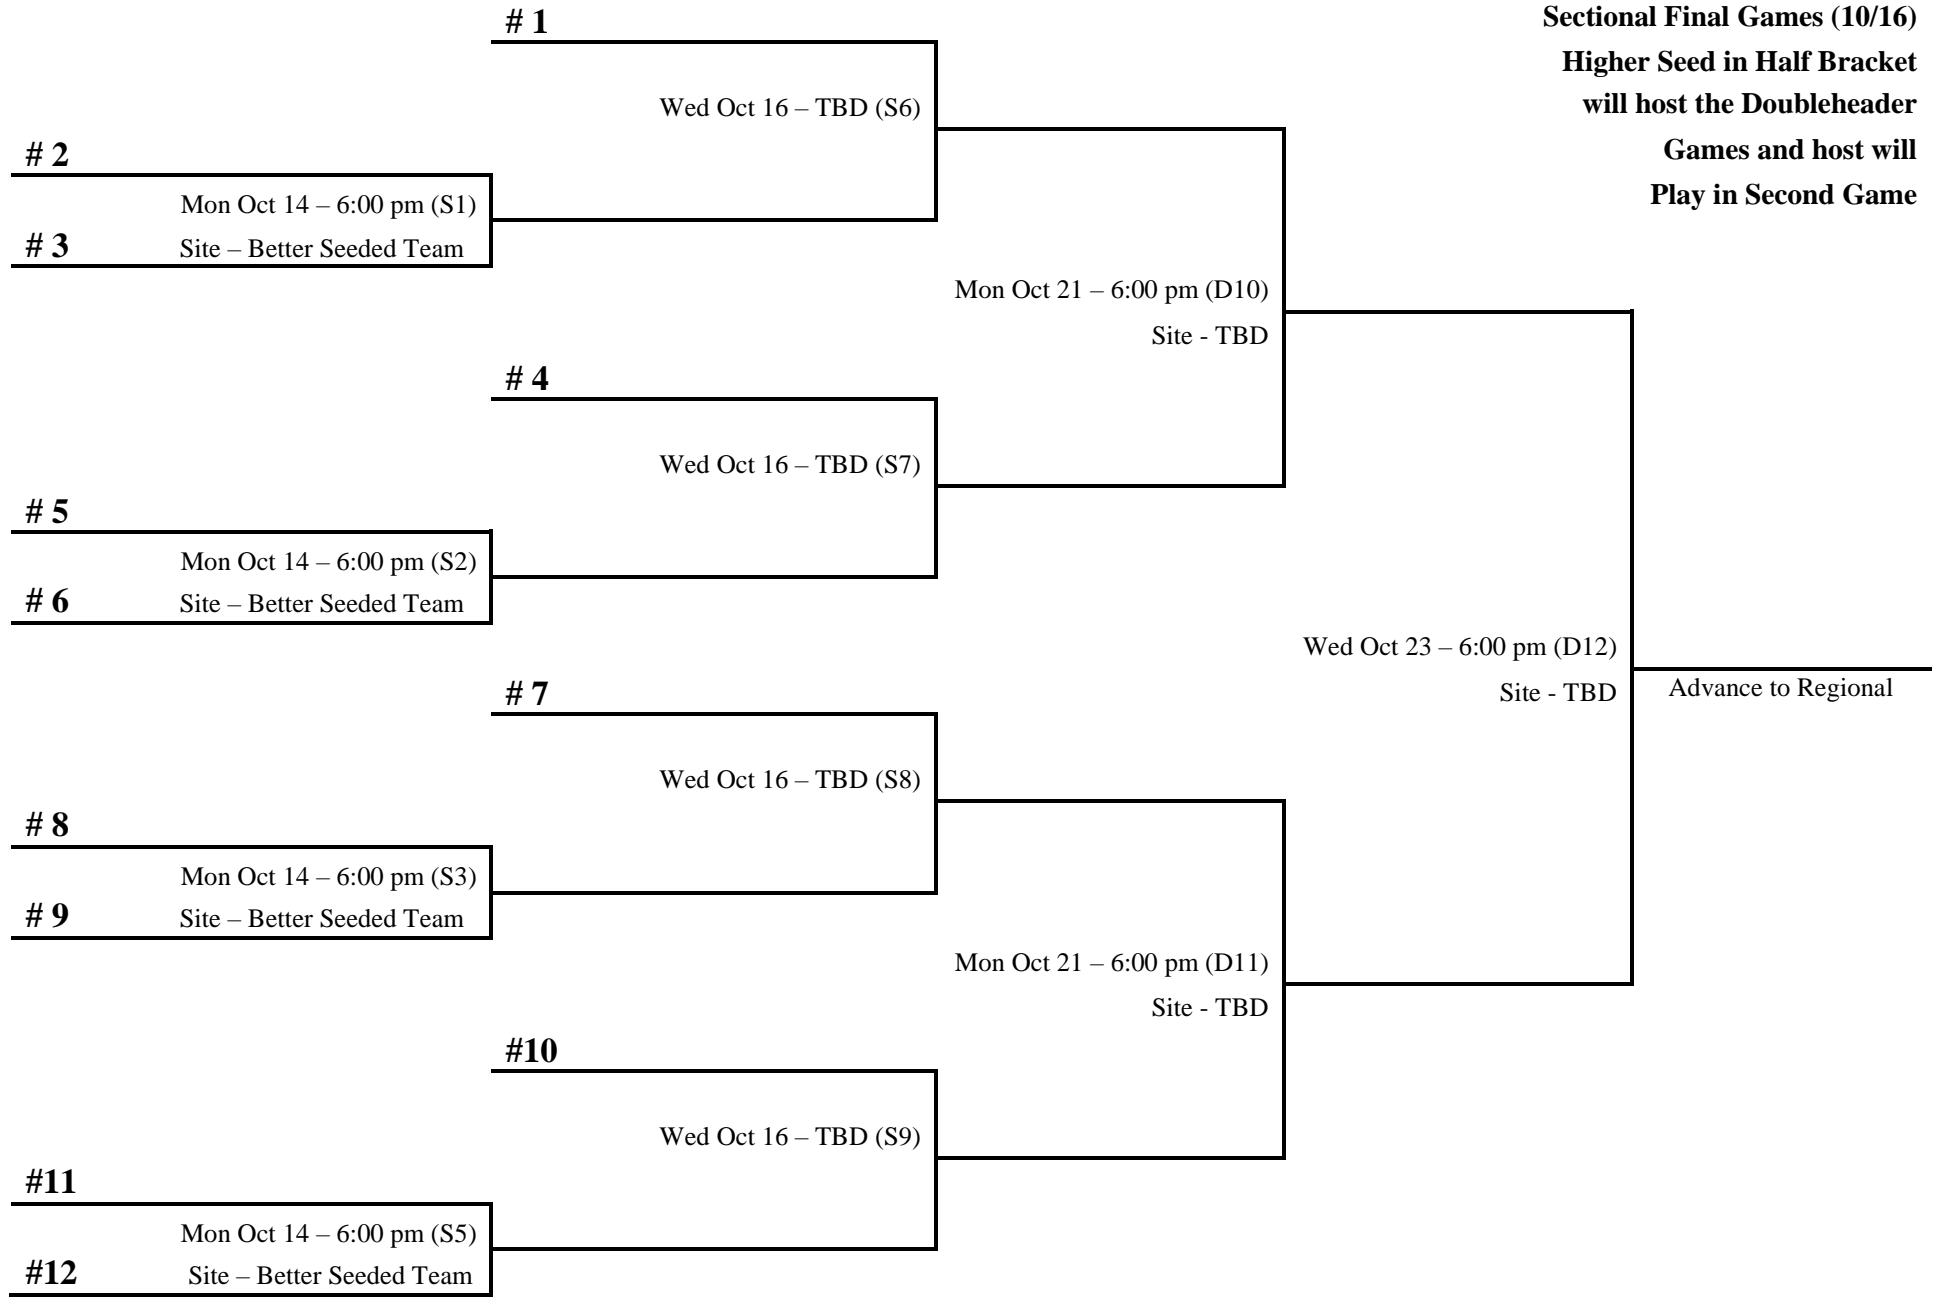 # 1
Sectional Final Games (10/16)
Higher Seed in Half Bracket
will host the Doubleheader
Games and host will
Play in Second Game
Wed Oct 16 – TBD (S6)
# 2
Mon Oct 14 – 6:00 pm (S1)
# 3
Site – Better Seeded Team
Mon Oct 21 – 6:00 pm (D10)
Site - TBD
# 4
Wed Oct 16 – TBD (S7)
# 5
Mon Oct 14 – 6:00 pm (S2)
# 6
Site – Better Seeded Team
Wed Oct 23 – 6:00 pm (D12)
Site - TBD
Advance to Regional
# 7
Wed Oct 16 – TBD (S8)
# 8
Mon Oct 14 – 6:00 pm (S3)
# 9
Site – Better Seeded Team
Mon Oct 21 – 6:00 pm (D11)
Site - TBD
#10
Wed Oct 16 – TBD (S9)
#11
Mon Oct 14 – 6:00 pm (S5)
#12
Site – Better Seeded Team